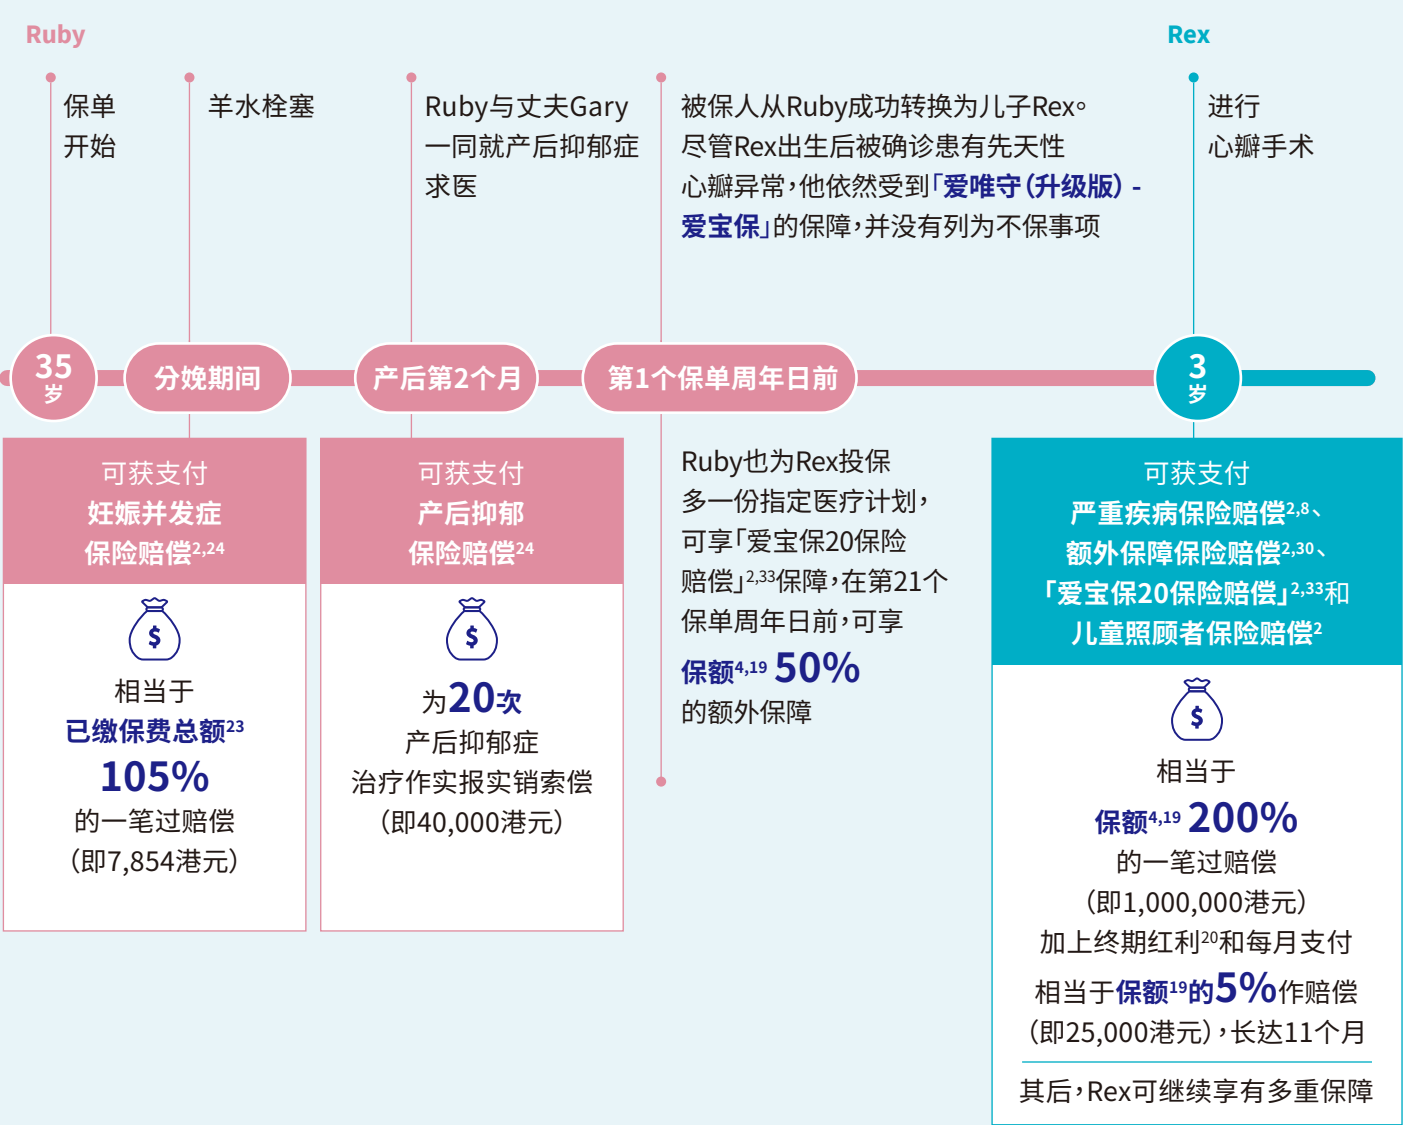 Ruby
Rex
保单
开始
羊水栓塞
Ruby与丈夫Gary
一同就产后抑郁症
求医
被保人从Ruby成功转换为儿子Rex。
尽管Rex出生后被确诊患有先天性
心瓣异常，他依然受到「爱唯守（升级版）-
爱宝保」的保障，并没有列为不保事项
进行
心瓣手术
35
岁
分娩期间
产后第2个月
第1个保单周年日前
3
岁
可获支付
妊娠并发症
保险赔偿2,24
$
相当于
已缴保费总额23
105%
的一笔过赔偿
（即7,854港元）
可获支付
产后抑郁
保险赔偿24
$
为20次
产后抑郁症
治疗作实报实销索偿
（即40,000港元）
Ruby也为Rex投保
多一份指定医疗计划，
可享「爱宝保20保险
赔偿」2,33保障，在第21个
保单周年日前，可享
保额4,19 50%
的额外保障
可获支付
严重疾病保险赔偿2,8、
额外保障保险赔偿2,30、
「爱宝保20保险赔偿」2,33和
儿童照顾者保险赔偿2
$
相当于
保额4,19 200%
的一笔过赔偿
（即1,000,000港元）
加上终期红利20和每月支付
相当于保额19的5%作赔偿
（即25,000港元），长达11个月
其后，Rex可继续享有多重保障